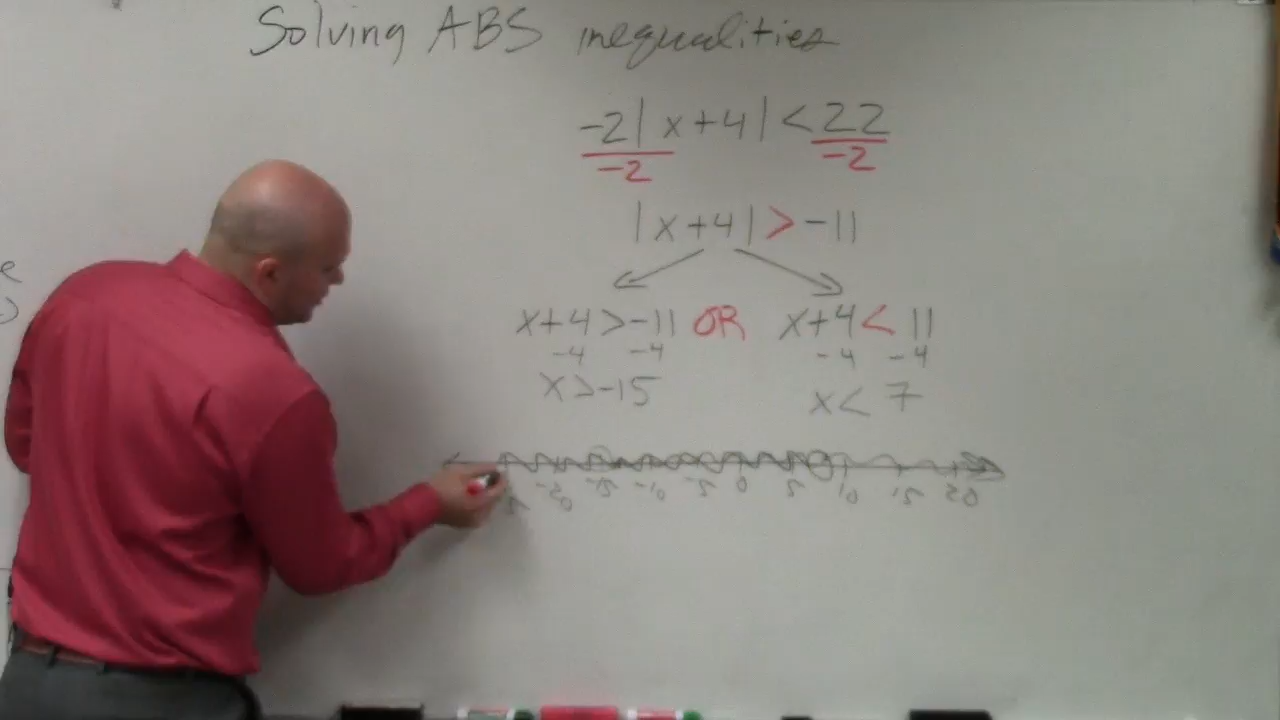 Solving ABS inequalities
-2|x+4| < 22
-2 -2
|x+4| > -11
x+4 > -11 OR x+4 < 11
-4 -4 -4 -4
x > -15 x < 7
-20 -15 -10 -5 0 5 10 15 20